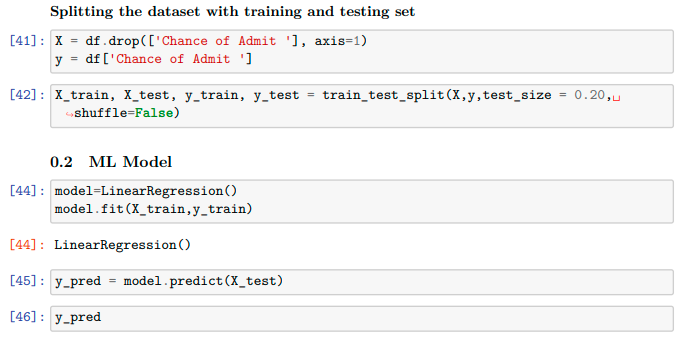 Splitting the dataset with training and testing set
[41]: X = df.drop(['Chance of Admit '], axis=1)
y = df['Chance of Admit ']
[42]: X_train, X_test, y_train, y_test = train_test_split(X,y,test_size = 0.20,␣
↪shuffle=False)
0.2 ML Model
[44]: model=LinearRegression()
model.fit(X_train,y_train)
[44]: LinearRegression()
[45]: y_pred = model.predict(X_test)
[46]: y_pred